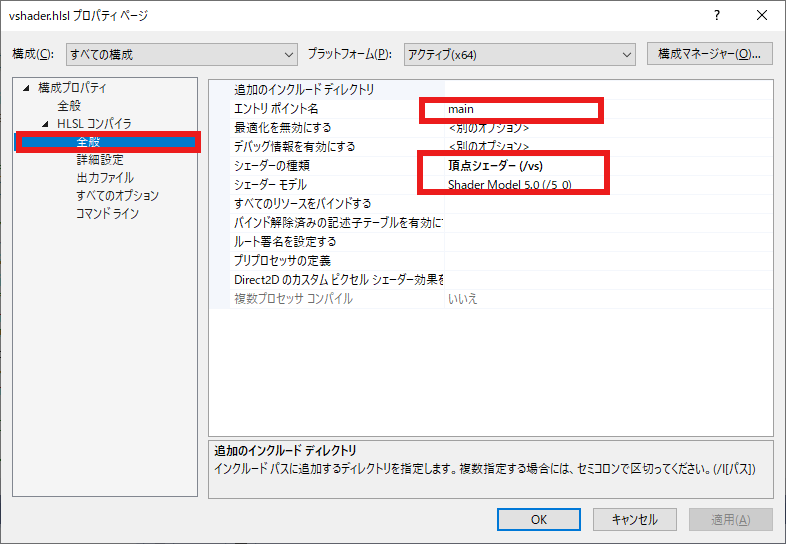 vshader.hlsl プロパティ ページ
構成(C): すべての構成 プラットフォーム(P): アクティブ(x64) 構成マネージャー(O)...
構成プロパティ
全般
HLSL コンパイラ
全般
詳細設定
出力ファイル
すべてのオプション
コマンド ライン
追加のインクルード ディレクトリ
エントリ ポイント名 main
最適化を無効にする <別のオプション>
デバッグ情報を有効にする <別のオプション>
シェーダーの種類 頂点シェーダー (/vs)
シェーダー モデル Shader Model 5.0 (/5_0)
すべてのリソースをバインドする
バインド解除済みの記述子テーブルを有効に
ルート署名を設定する
プリプロセッサの定義
Direct2D のカスタム ピクセル シェーダー効果を
複数プロセッサ コンパイル いいえ
追加のインクルード ディレクトリ
インクルード パスに追加するディレクトリを指定します。複数指定する場合には、セミコロンで区切ってください。(/I[パス])
OK キャンセル 適用(A)